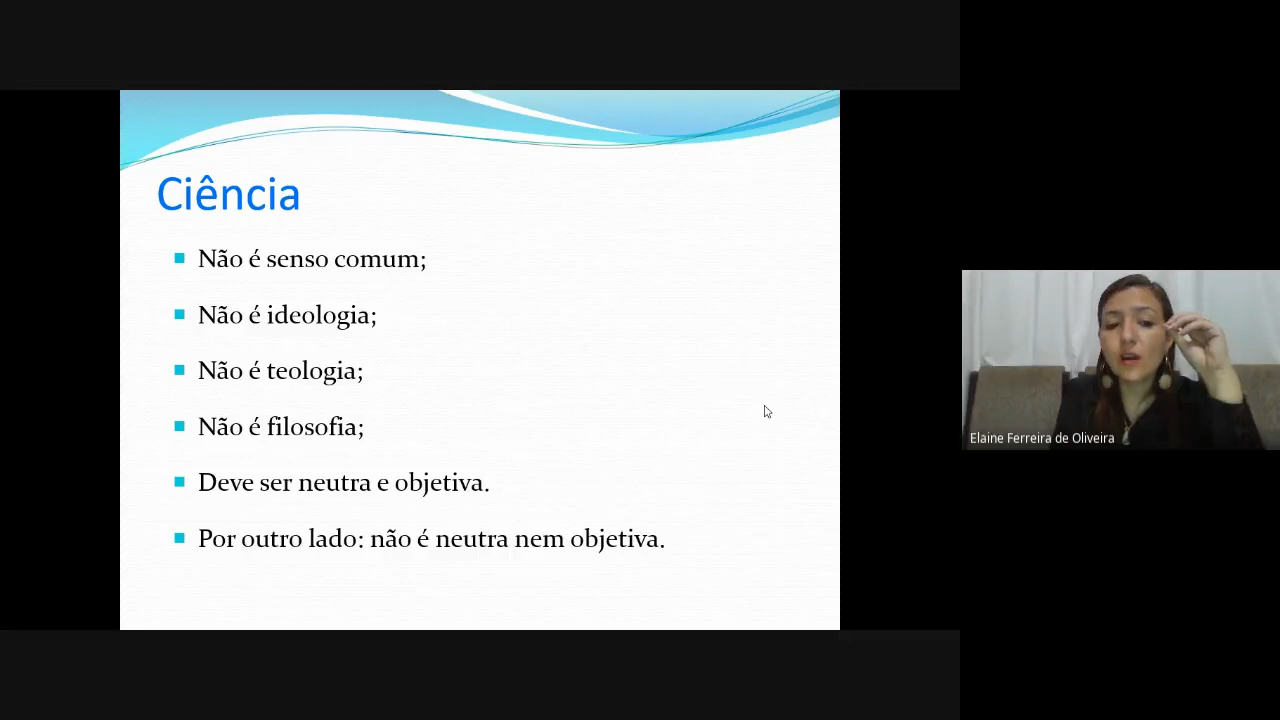 Ciência
Não é senso comum;
Não é ideologia;
Não é teologia;
Não é filosofia;
Deve ser neutra e objetiva.
Por outro lado: não é neutra nem objetiva.
Elaine Ferreira de Oliveira